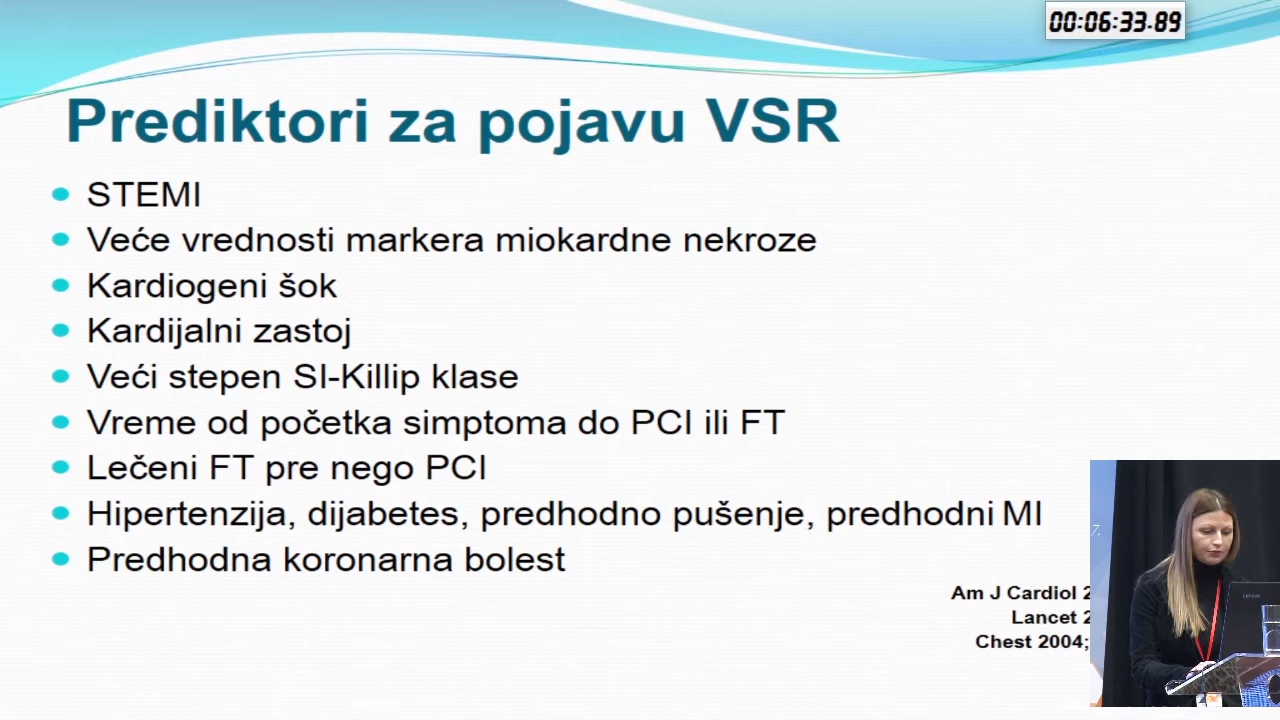 00:06:33.89
Prediktori za pojavu VSR
STEMI
Veće vrednosti markera miokardne nekroze
Kardiogeni šok
Kardijalni zastoj
Veći stepen SI-Killip klase
Vreme od početka simptoma do PCI ili FT
Lečeni FT pre nego PCI
Hipertenzija, dijabetes, predhodno pušenje, predhodni MI
Predhodna koronarna bolest
Am J Cardiol 2
Lancet 2
Chest 2004;
7.
Lenovo